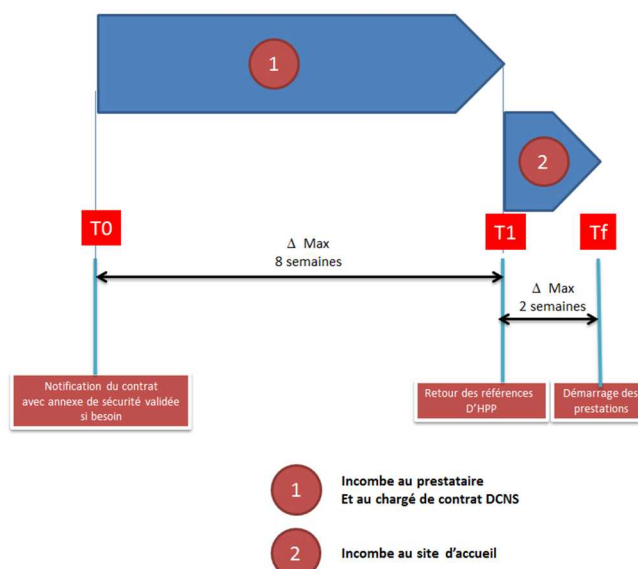 1
2
T0
T1
Tf
Δ Max
8 semaines
Δ Max
2 semaines
Notification du contrat
avec annexe de sécurité validée
si besoin
Retour des références
D'HPP
Démarrage des
prestations
1
Incombe au prestataire
Et au chargé de contrat DCNS
2
Incombe au site d'accueil